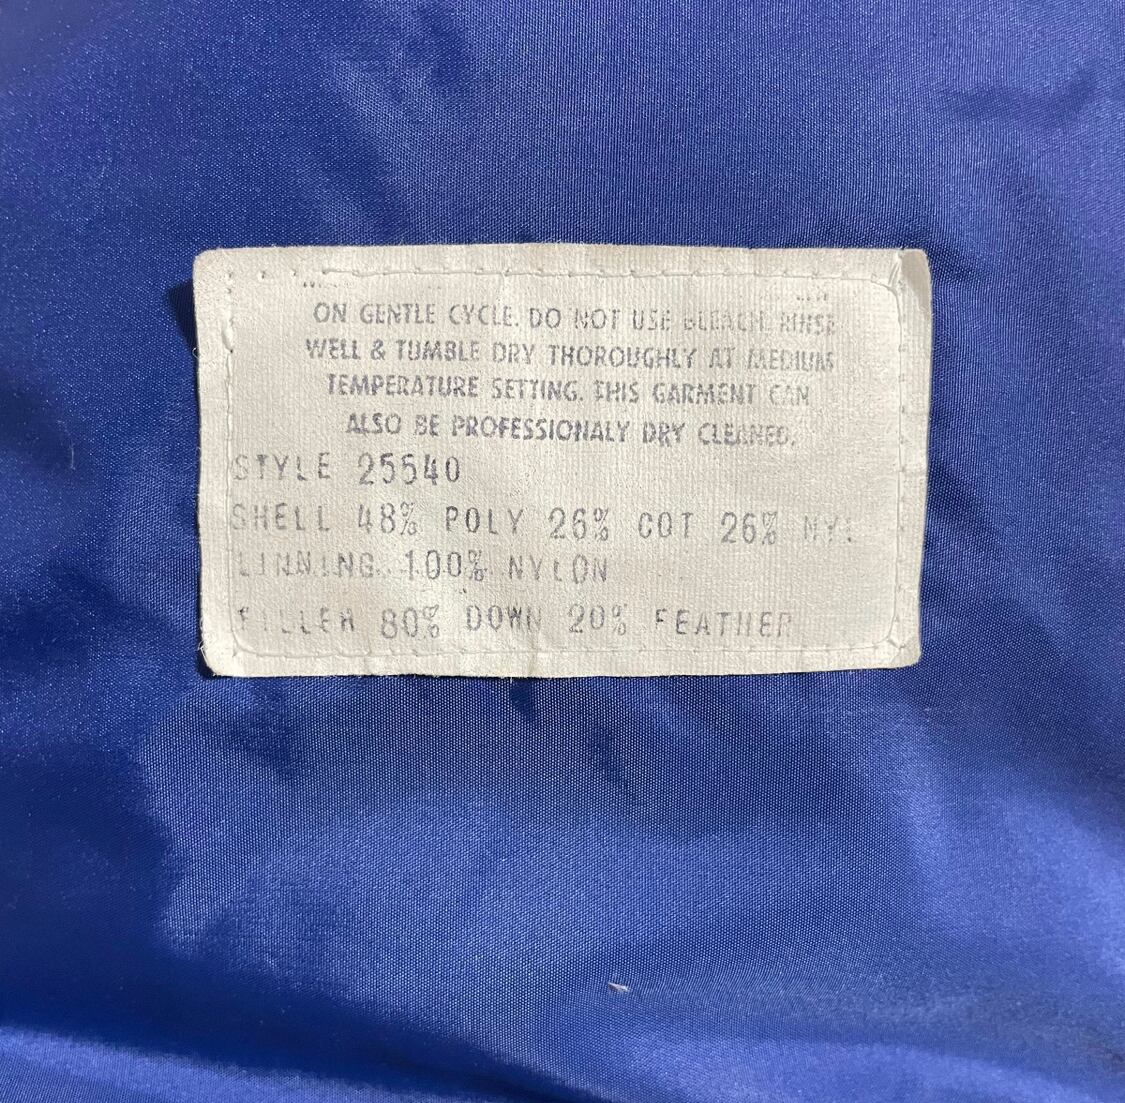 ON GENTLE CYCLE. DO NOT USE BLEACH. RINSE
WELL & TUMBLE DRY THOROUGHLY AT MEDIUM
TEMPERATURE SETTING. THIS GARMENT CAN
ALSO BE PROFESSIONALY DRY CLEANED.
STYLE 25540
SHELL 48% POLY 26% COT 26% NYL
LINNING 100% NYLON
FILLER 80% DOWN 20% FEATHER